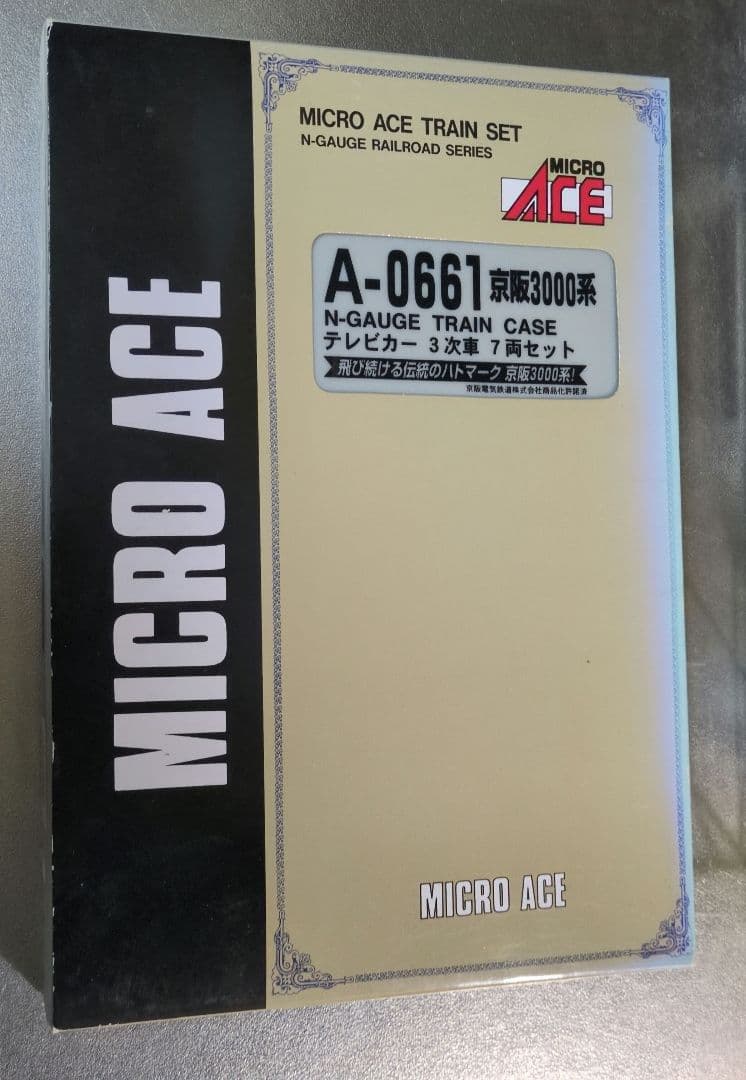 MICRO ACE
MICRO ACE TRAIN SET
N-GAUGE RAILROAD SERIES
MICRO
ACE
A-0661 京阪3000系
N-GAUGE TRAIN CASE
テレビカー 3次車 7両セット
飛び続ける伝統のハトマーク 京阪3000系!
京阪電気鉄道株式会社商品化許諾済
MICRO ACE